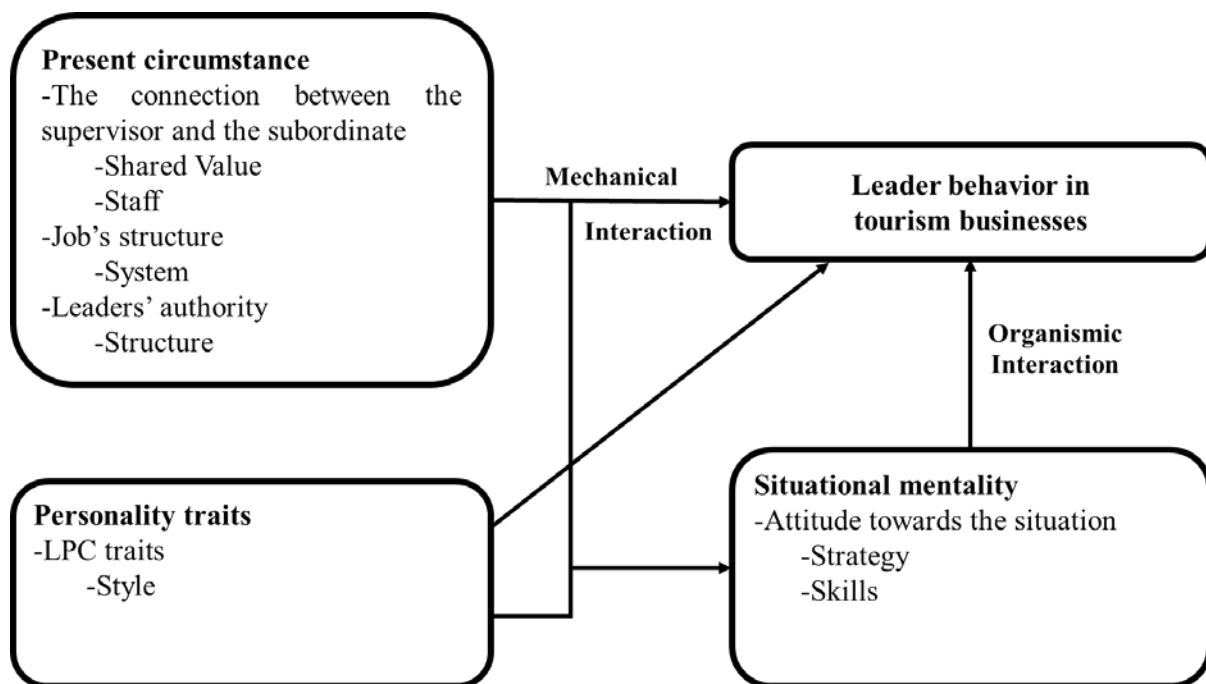 Present circumstance
-The connection between the
supervisor and the subordinate
-Shared Value
-Staff
-Job's structure
-System
-Leaders' authority
-Structure
Mechanical
Interaction
Leader behavior in
tourism businesses
Organismic
Interaction
Personality traits
-LPC traits
-Style
Situational mentality
-Attitude towards the situation
-Strategy
-Skills